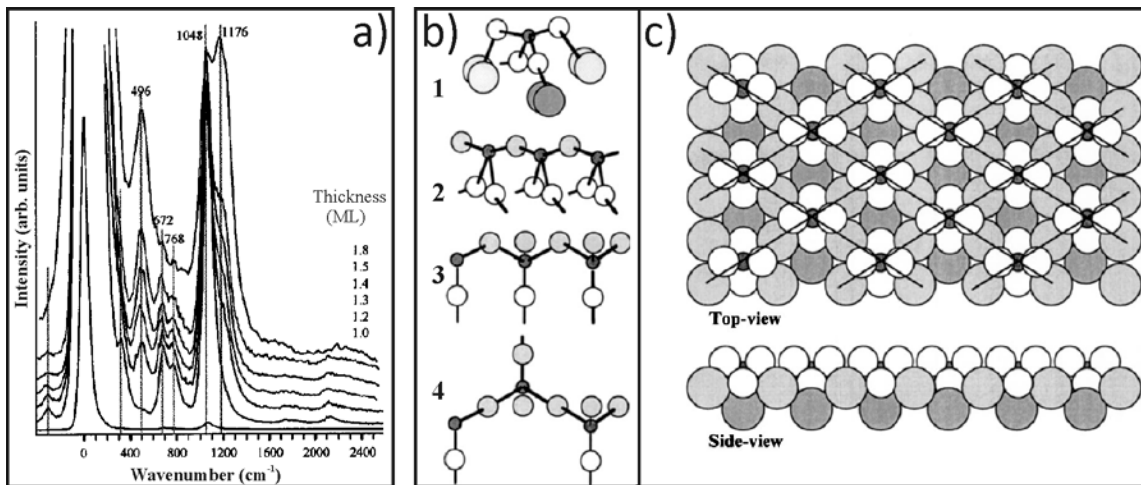 a)
1048
1176
496
672
768
Intensity (arb. units)
Thickness
(ML)
1.8
1.5
1.4
1.3
1.2
1.0
0 400 800 1200 1600 2000 2400
Wavenumber (cm⁻¹)
b)
1
2
3
4
c)
Top-view
Side-view